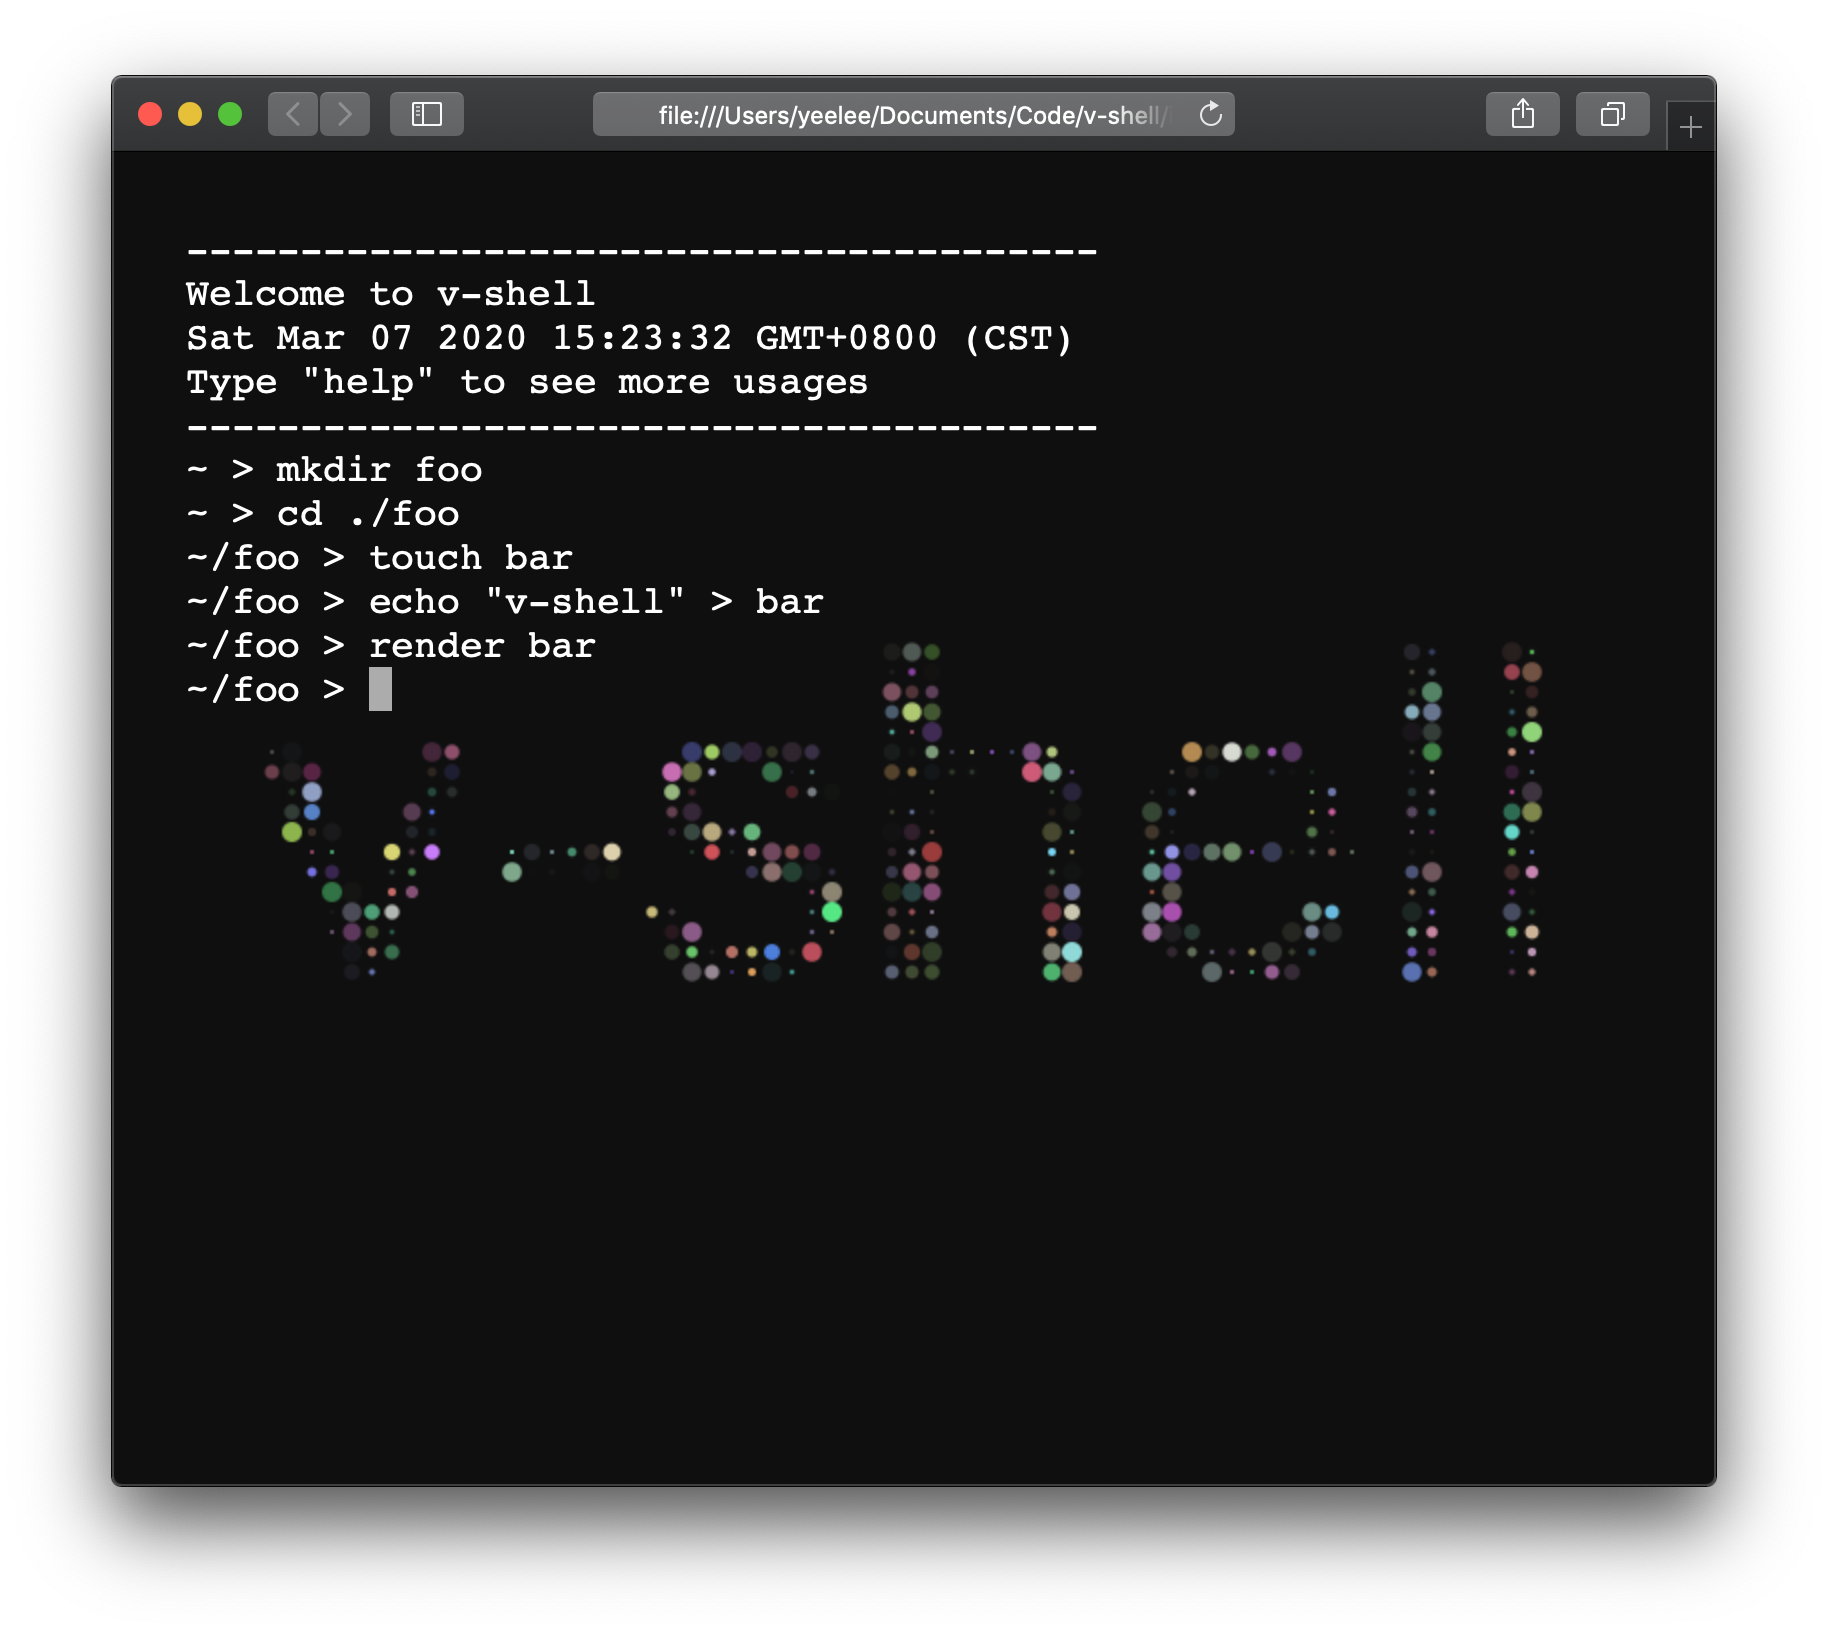 file:///Users/yeelee/Documents/Code/v-shell/
----------------------------------------
Welcome to v-shell
Sat Mar 07 2020 15:23:32 GMT+0800 (CST)
Type "help" to see more usages
----------------------------------------
~ > mkdir foo
~ > cd ./foo
~/foo > touch bar
~/foo > echo "v-shell" > bar
~/foo > render bar
~/foo >
v-shell